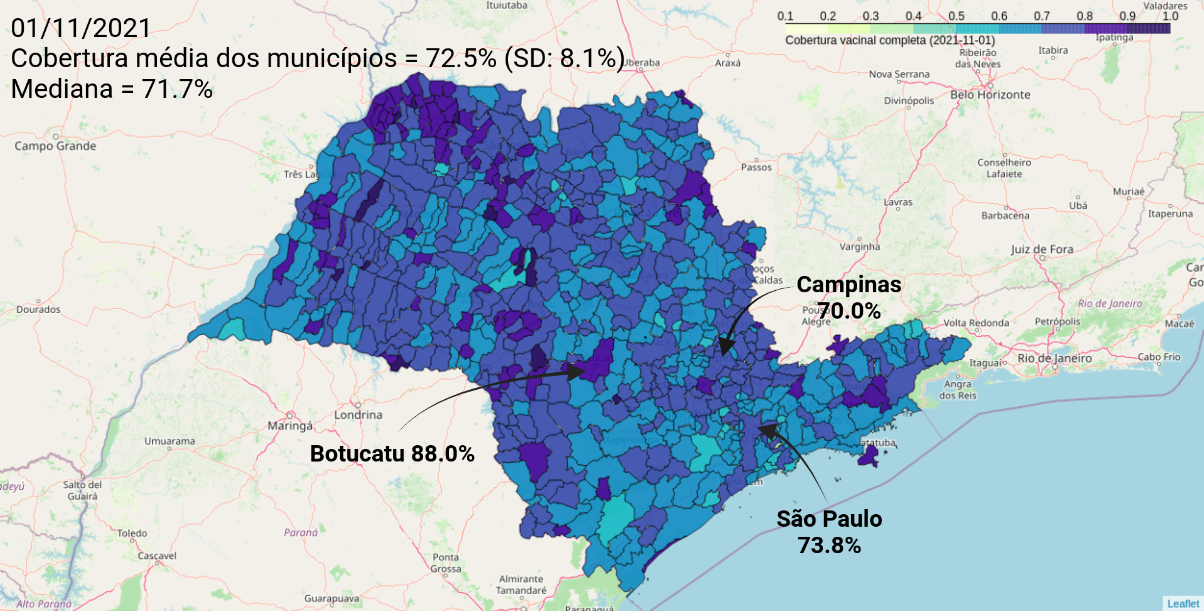 01/11/2021
Cobertura média dos municípios = 72.5% (SD: 8.1%)
Mediana = 71.7%
0.1 0.2 0.3 0.4 0.5 0.6 0.7 0.8 0.9 1.0
Cobertura vacinal completa (2021-11-01)
Ituiutaba
Valadares
Uberaba
Araxá
Ribeirão
das Neves
Itabira
Ipatinga
Nova Serrana
Belo Horizonte
Divinópolis
Campo Grande
Três La
Passos
Conselheiro
Lafaiete
Muriaé
Lavras
Ubá
Barbacena
Itaperuna
Varginha
Juiz de Fora
oços
Caldas
Campinas
70.0%
Pouso
Alegre
Dourados
Volta Redonda
Petrópolis
Rio de Janeiro
Macaé
Itaguaí
Rio de Janeiro
Cabo Frio
Angra
dos Reis
Londrina
Maringá
Umuarama
Botucatu 88.0%
atatuba
São Paulo
73.8%
Salto del
Guairá
ndeyú
Toledo
Cascavel
Paraná
Ponta
Grossa
Almirante
Tamandaré
Guarapuava
Paranaguá
Alto Paraná
Leaflet